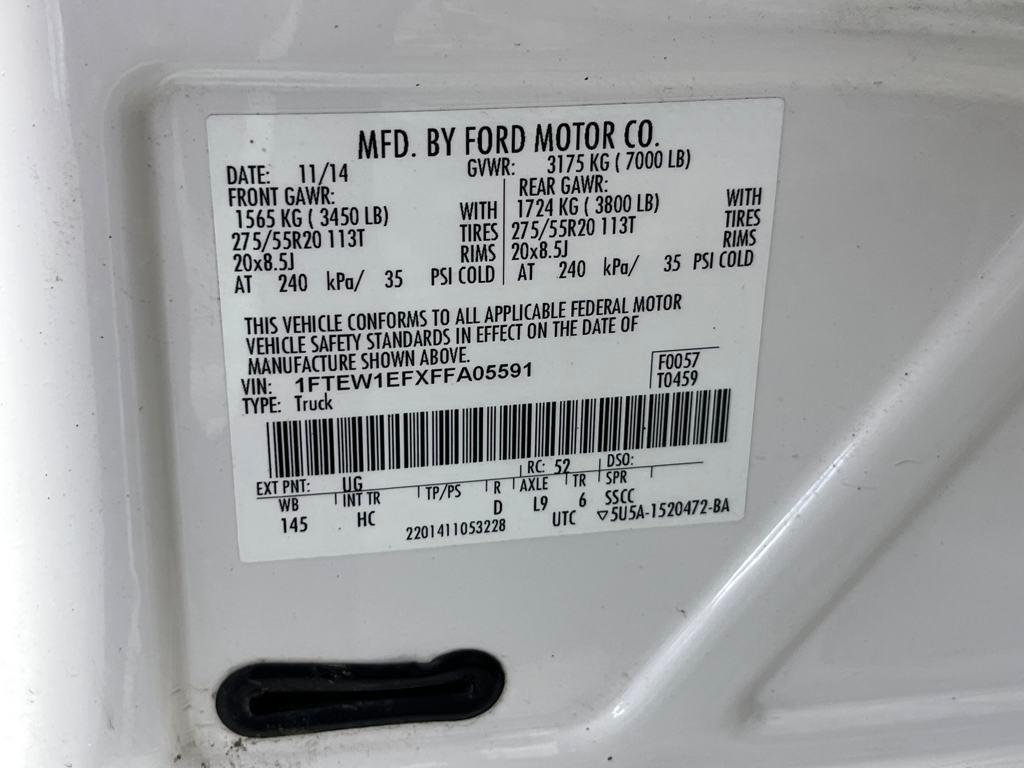 MFD. BY FORD MOTOR CO.
DATE: 11/14 GVWR: 3175 KG ( 7000 LB)
FRONT GAWR: REAR GAWR:
1565 KG ( 3450 LB) WITH 1724 KG ( 3800 LB) WITH
275/55R20 113T TIRES 275/55R20 113T TIRES
20x8.5J RIMS 20x8.5J RIMS
AT 240 kPa/ 35 PSI COLD AT 240 kPa/ 35 PSI COLD
THIS VEHICLE CONFORMS TO ALL APPLICABLE FEDERAL MOTOR
VEHICLE SAFETY STANDARDS IN EFFECT ON THE DATE OF
MANUFACTURE SHOWN ABOVE.
VIN: 1FTEW1EFXFFA05591 F0057
TYPE: Truck T0459
EXT PNT: UG RC: 52 DSO:
WB INT TR TP/PS R AXLE TR SPR
145 HC D L9 6 SSCC
2201411053228 UTC ▽5U5A-1520472-BA